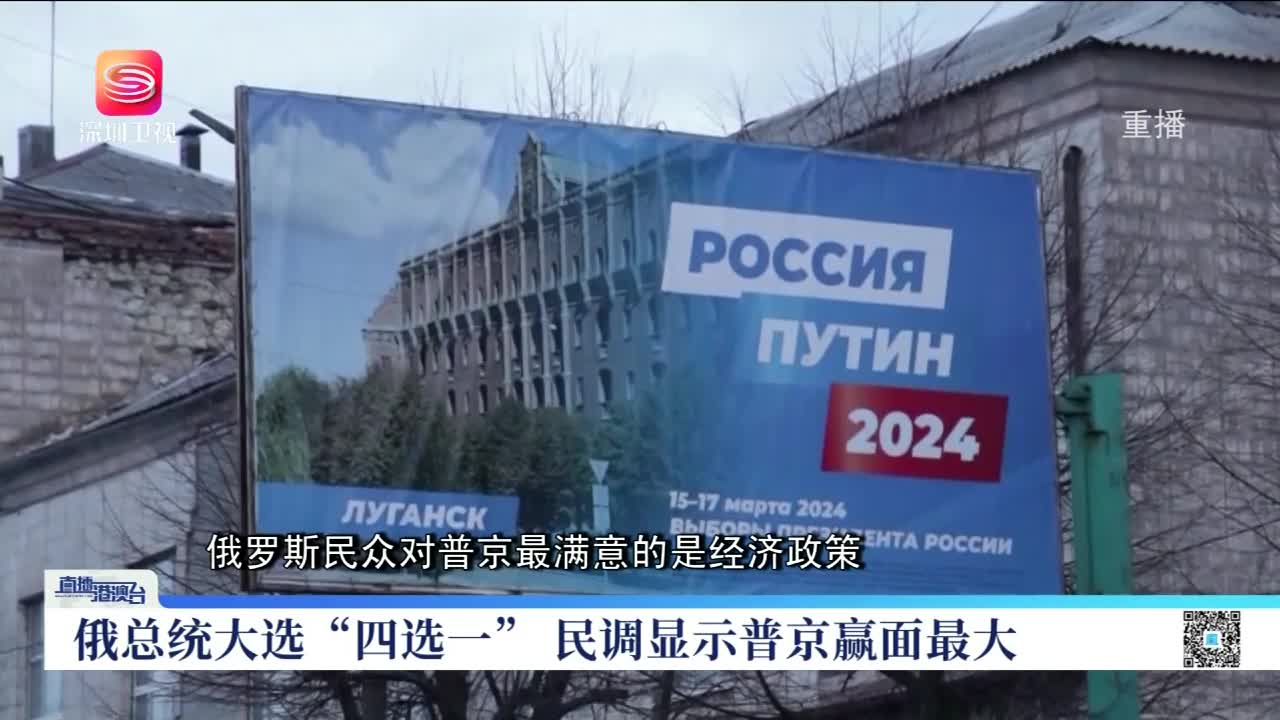 深圳卫视
重播
РОССИЯ
ПУТИН
2024
ЛУГАНСК
15–17 марта 2024
ВЫБОРЫ ПРЕЗИДЕНТА РОССИИ
俄罗斯民众对普京最满意的是经济政策
直播港澳台
俄总统大选“四选一” 民调显示普京赢面最大